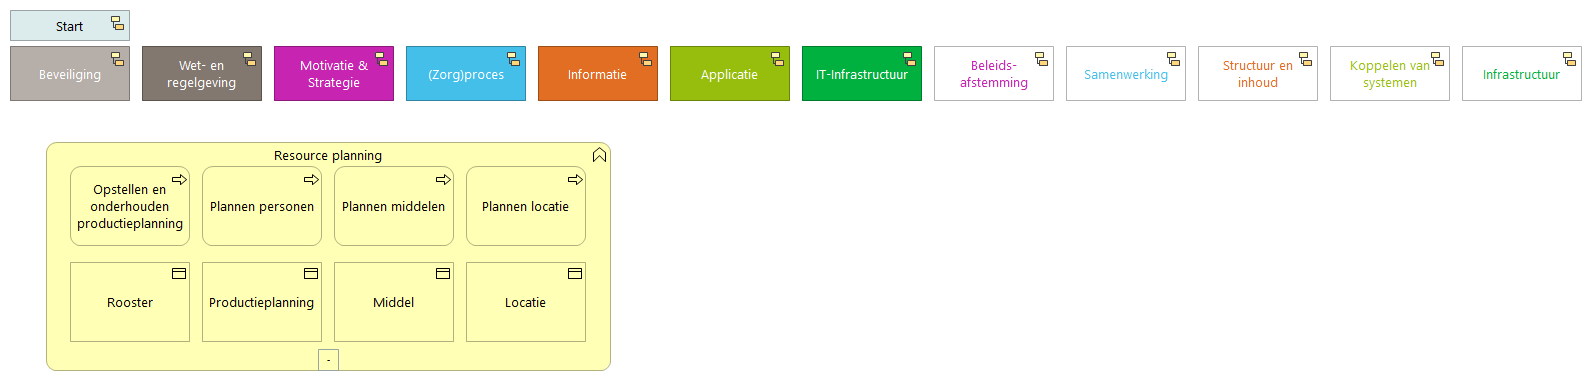 Start
Beveiliging
Wet- en
regelgeving
Motivatie &
Strategie
(Zorg)proces
Informatie
Applicatie
IT-Infrastructuur
Beleids-
afstemming
Samenwerking
Structuur en
inhoud
Koppelen van
systemen
Infrastructuur
Resource planning
Opstellen en
onderhouden
productieplanning
Plannen personen
Plannen middelen
Plannen locatie
Rooster
Productieplanning
Middel
Locatie
-